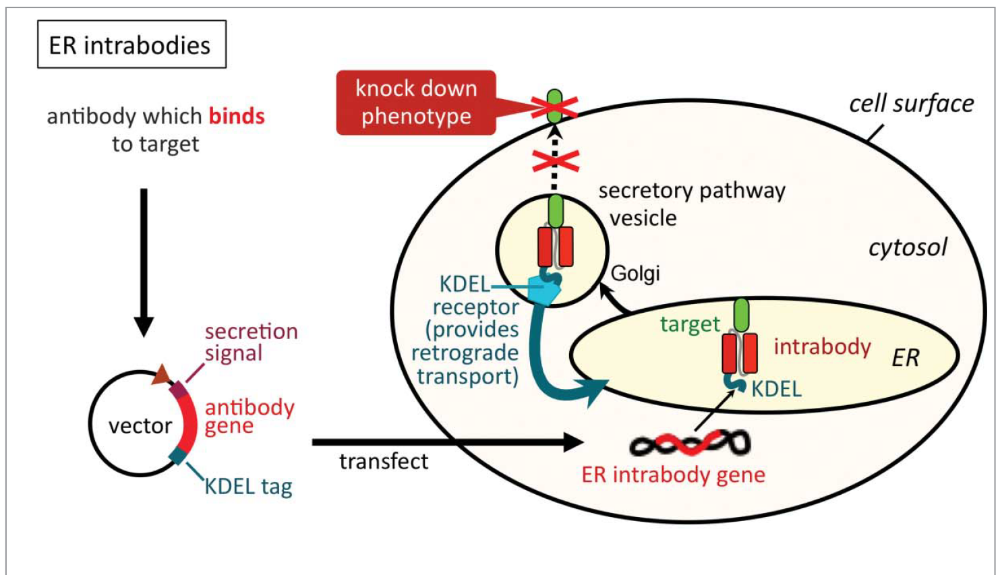 ER intrabodies
antibody which binds
to target
knock down
phenotype
cell surface
secretory pathway
vesicle
cytosol
Golgi
KDEL
receptor
(provides
retrograde
transport)
target
intrabody
ER
KDEL
secretion
signal
antibody
gene
vector
KDEL tag
transfect
ER intrabody gene